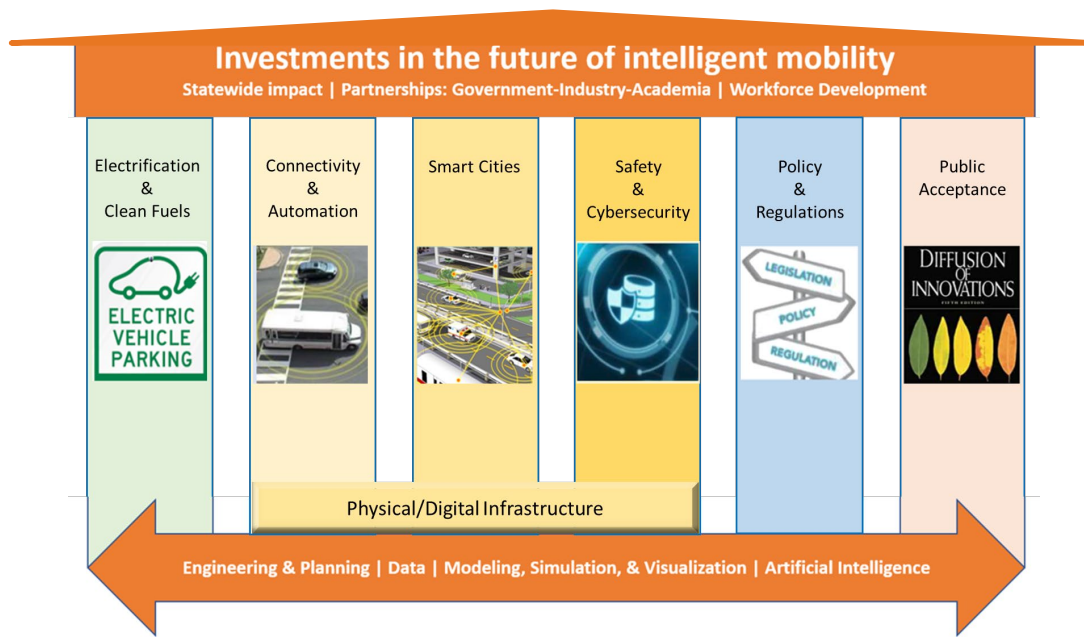 Investments in the future of intelligent mobility
Statewide impact | Partnerships: Government-Industry-Academia | Workforce Development
Electrification
&
Clean Fuels
Connectivity
&
Automation
Smart Cities
Safety
&
Cybersecurity
Policy
&
Regulations
Public
Acceptance
ELECTRIC
VEHICLE
PARKING
LEGISLATION
POLICY
REGULATION
DIFFUSION
OF
INNOVATIONS
FIFTH EDITION
Physical/Digital Infrastructure
Engineering & Planning | Data | Modeling, Simulation, & Visualization | Artificial Intelligence